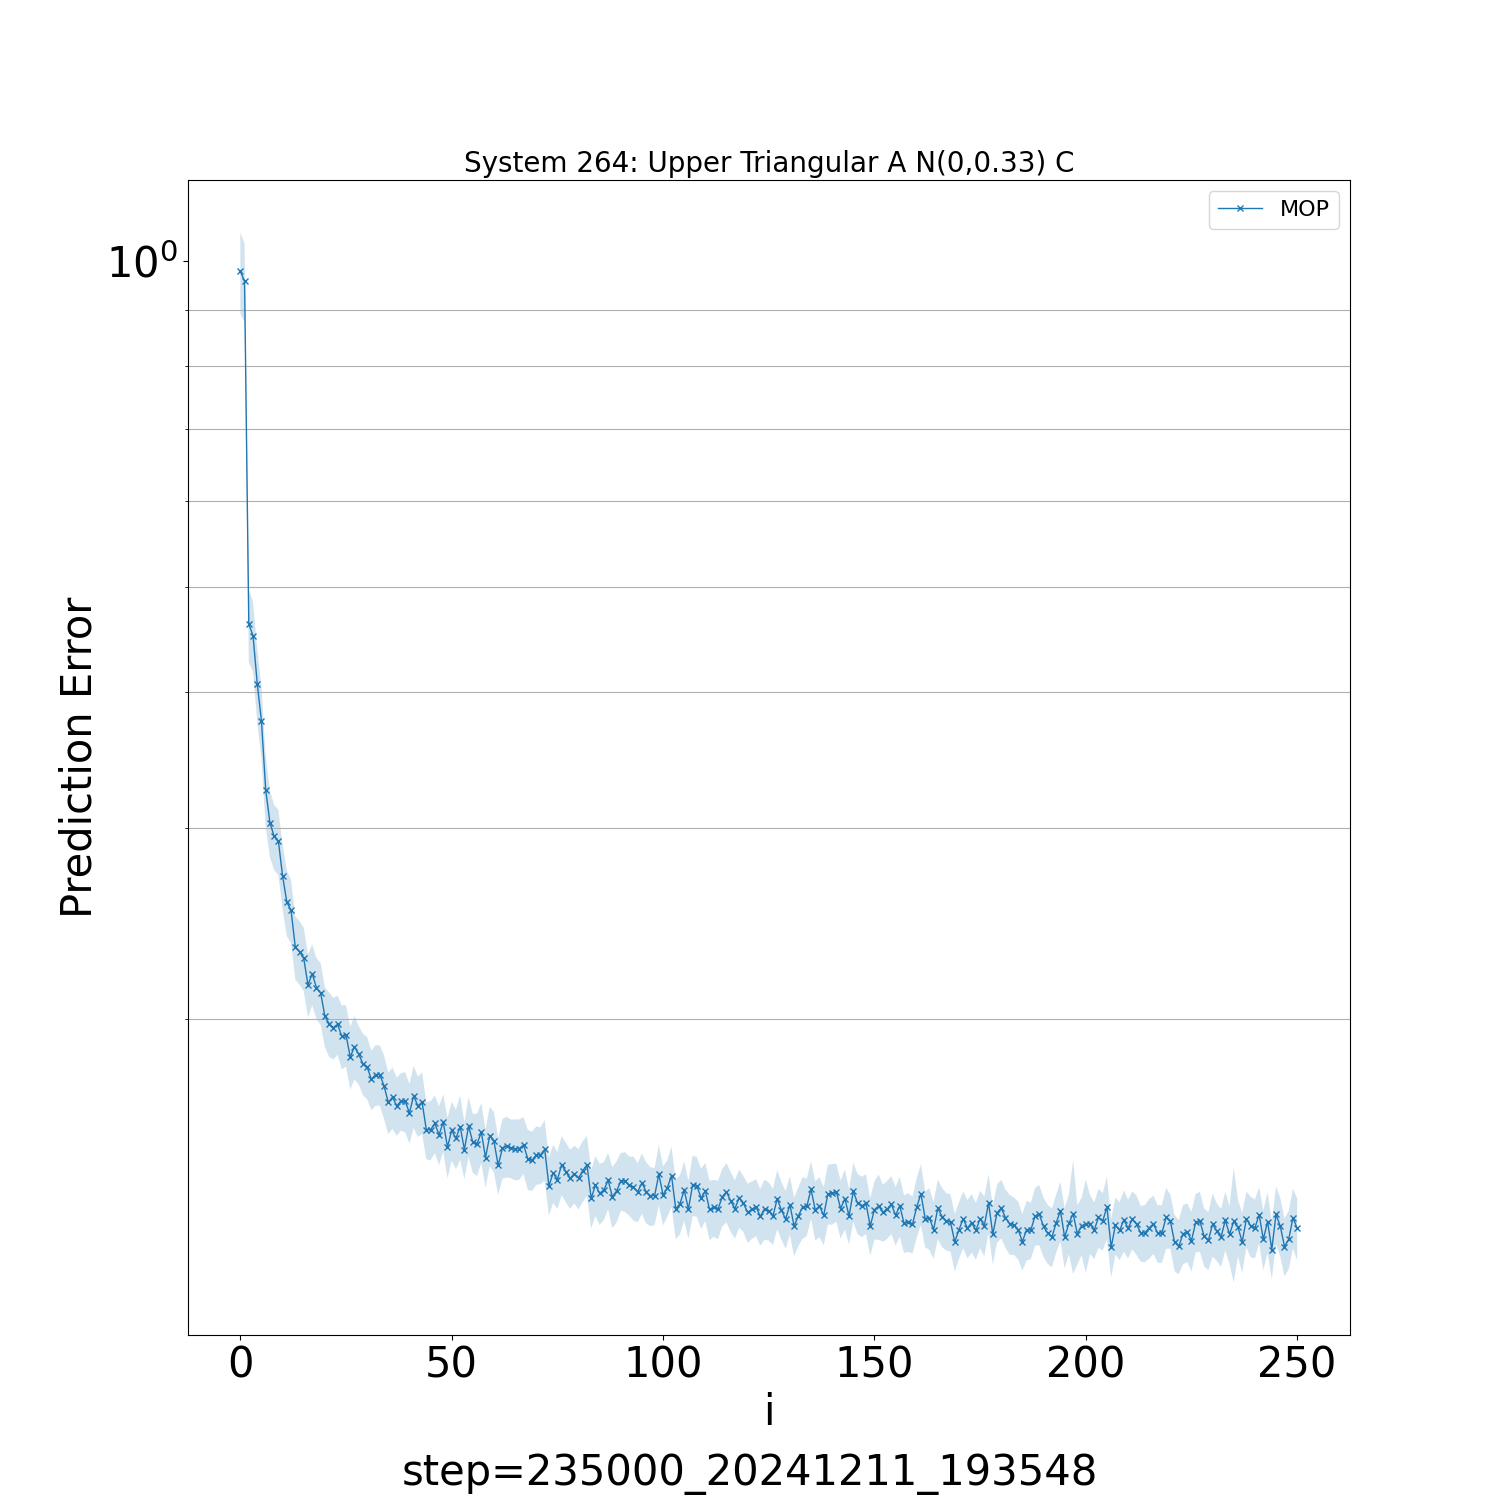 System 264: Upper Triangular A N(0,0.33) C
MOP
10⁰
Prediction Error
0 50 100 150 200 250
i
step=235000_20241211_193548